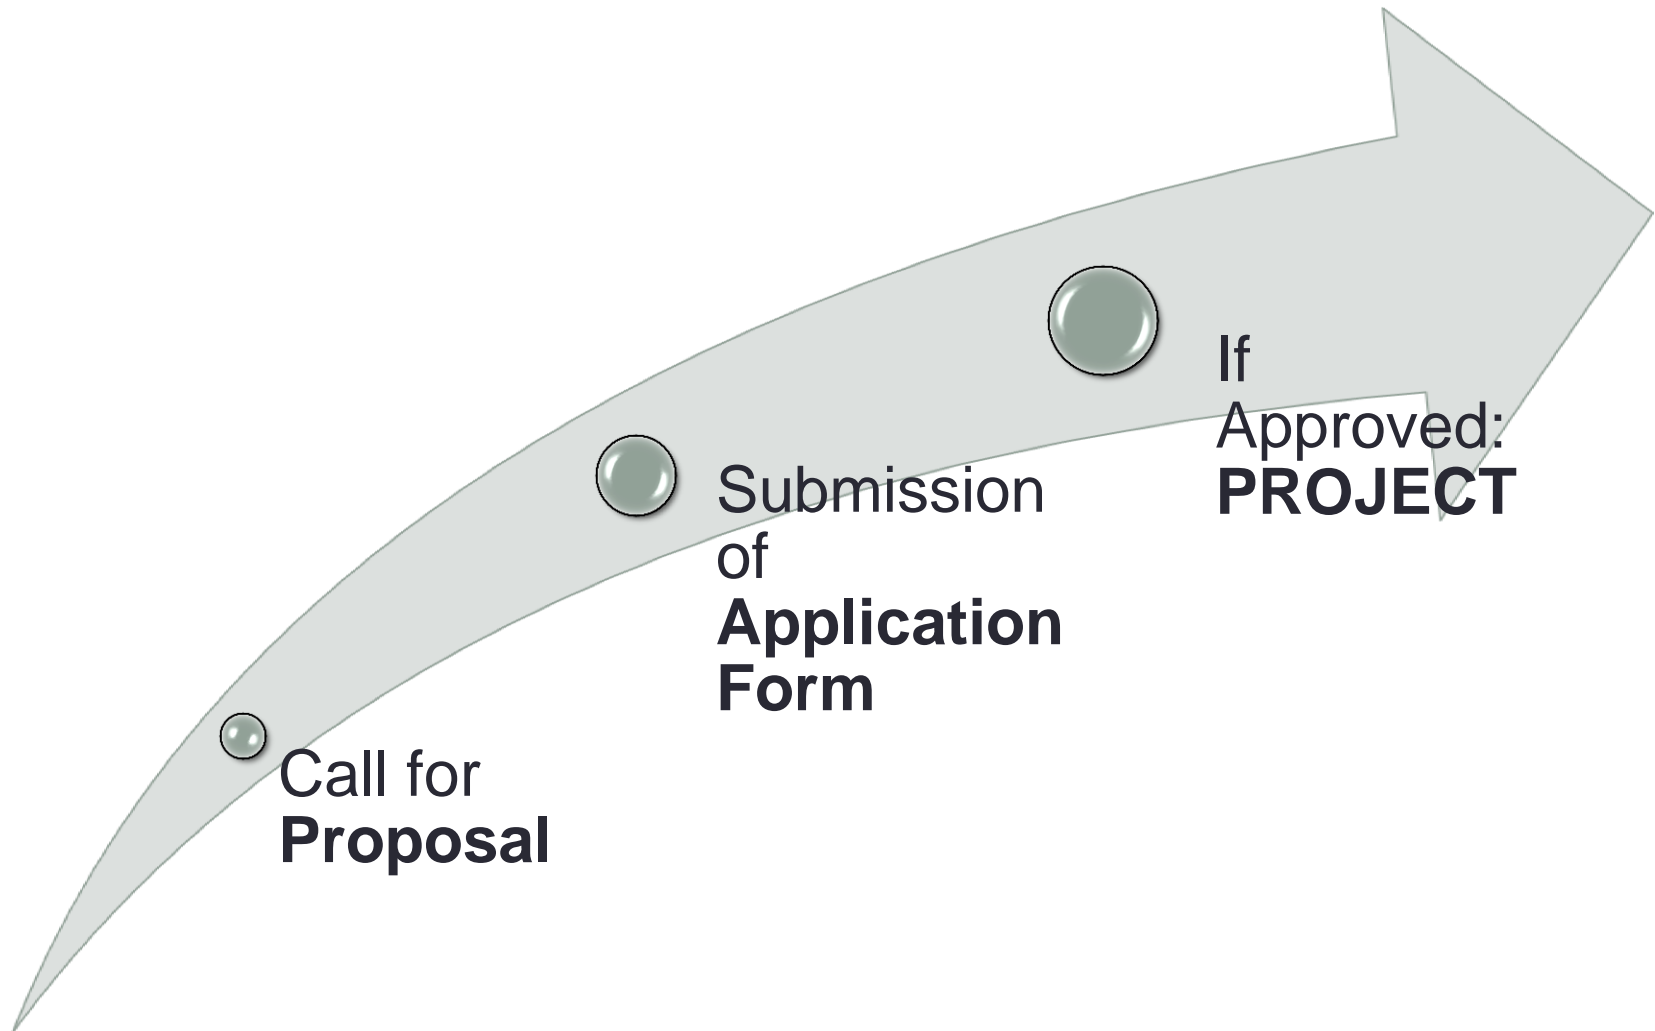 Call for
Proposal
Submission
of
Application
Form
If
Approved:
PROJECT